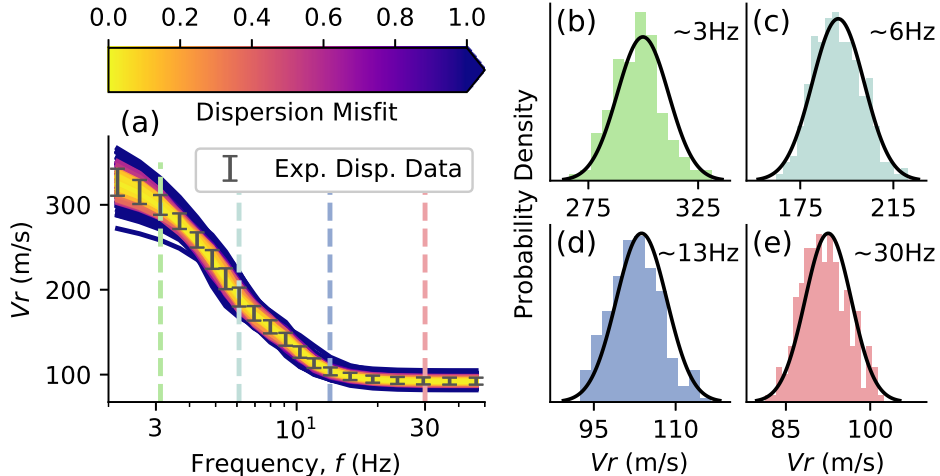 0.0 0.2 0.4 0.6 0.8 1.0
Dispersion Misfit
(a)
Exp. Disp. Data
300
200
100
Vr (m/s)
3 10¹ 30
Frequency, f (Hz)
Probability Density
(b) ~3Hz
275 325
(c) ~6Hz
175 215
(d) ~13Hz
95 110
Vr (m/s)
(e) ~30Hz
85 100
Vr (m/s)